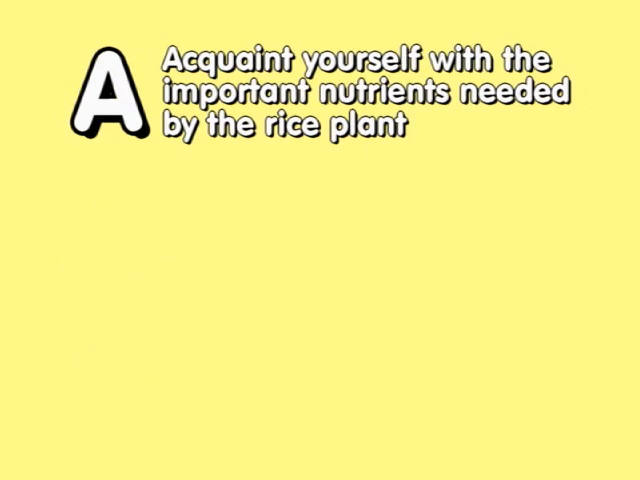 A
Acquaint yourself with the
important nutrients needed
by the rice plant